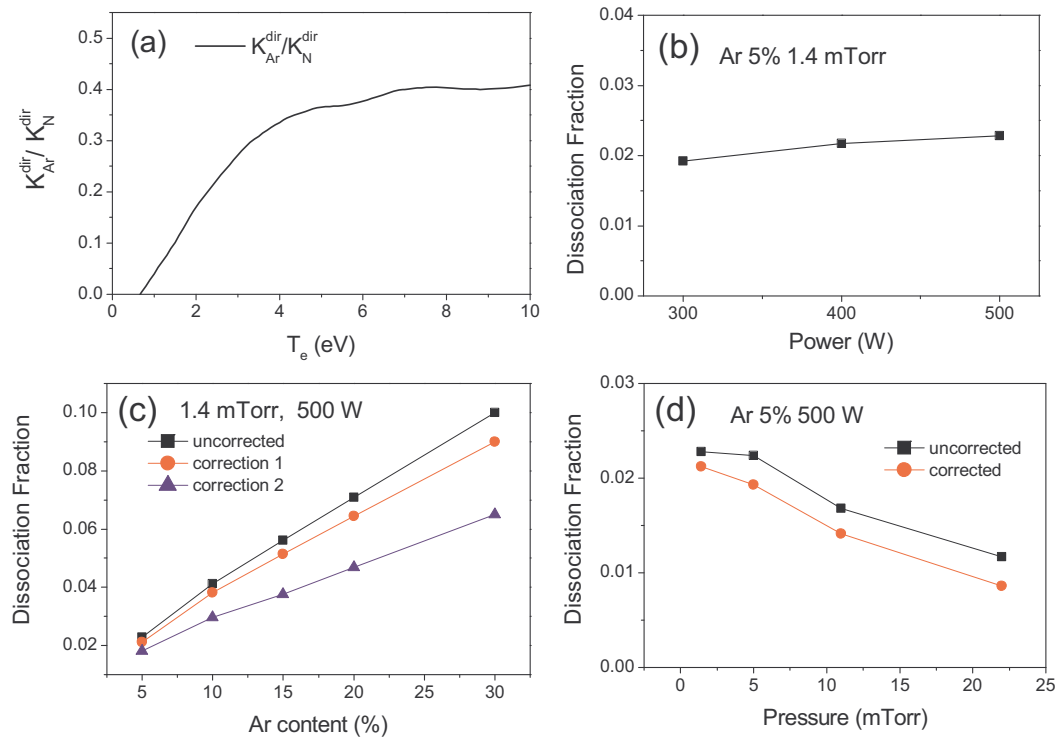 (a)
K_Ar^dir/K_N^dir
K_Ar^dir/ K_N^dir
0.5
0.4
0.3
0.2
0.1
0.0
0 2 4 6 8 10
T_e (eV)
(b) Ar 5% 1.4 mTorr
Dissociation Fraction
0.04
0.03
0.02
0.01
0.00
300 400 500
Power (W)
(c) 1.4 mTorr, 500 W
uncorrected
correction 1
correction 2
Dissociation Fraction
0.10
0.08
0.06
0.04
0.02
5 10 15 20 25 30
Ar content (%)
(d) Ar 5% 500 W
uncorrected
corrected
Dissociation Fraction
0.03
0.02
0.01
0.00
0 5 10 15 20 25
Pressure (mTorr)